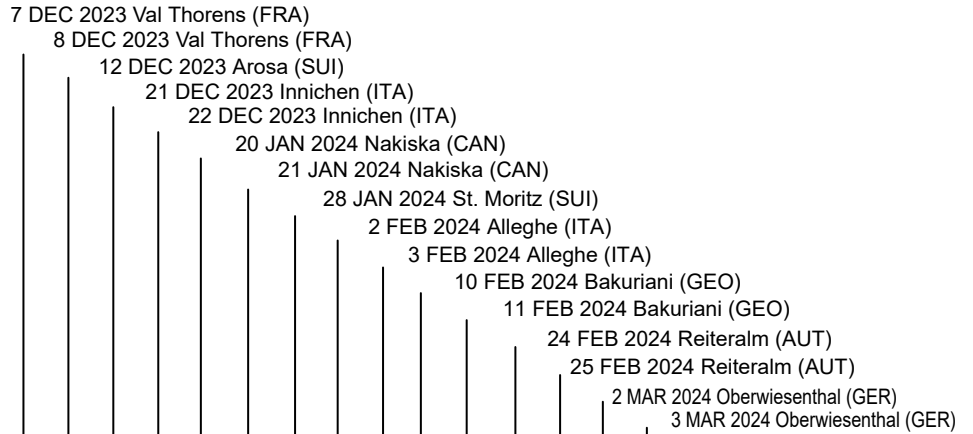 7 DEC 2023 Val Thorens (FRA)
8 DEC 2023 Val Thorens (FRA)
12 DEC 2023 Arosa (SUI)
21 DEC 2023 Innichen (ITA)
22 DEC 2023 Innichen (ITA)
20 JAN 2024 Nakiska (CAN)
21 JAN 2024 Nakiska (CAN)
28 JAN 2024 St. Moritz (SUI)
2 FEB 2024 Alleghe (ITA)
3 FEB 2024 Alleghe (ITA)
10 FEB 2024 Bakuriani (GEO)
11 FEB 2024 Bakuriani (GEO)
24 FEB 2024 Reiteralm (AUT)
25 FEB 2024 Reiteralm (AUT)
2 MAR 2024 Oberwiesenthal (GER)
3 MAR 2024 Oberwiesenthal (GER)